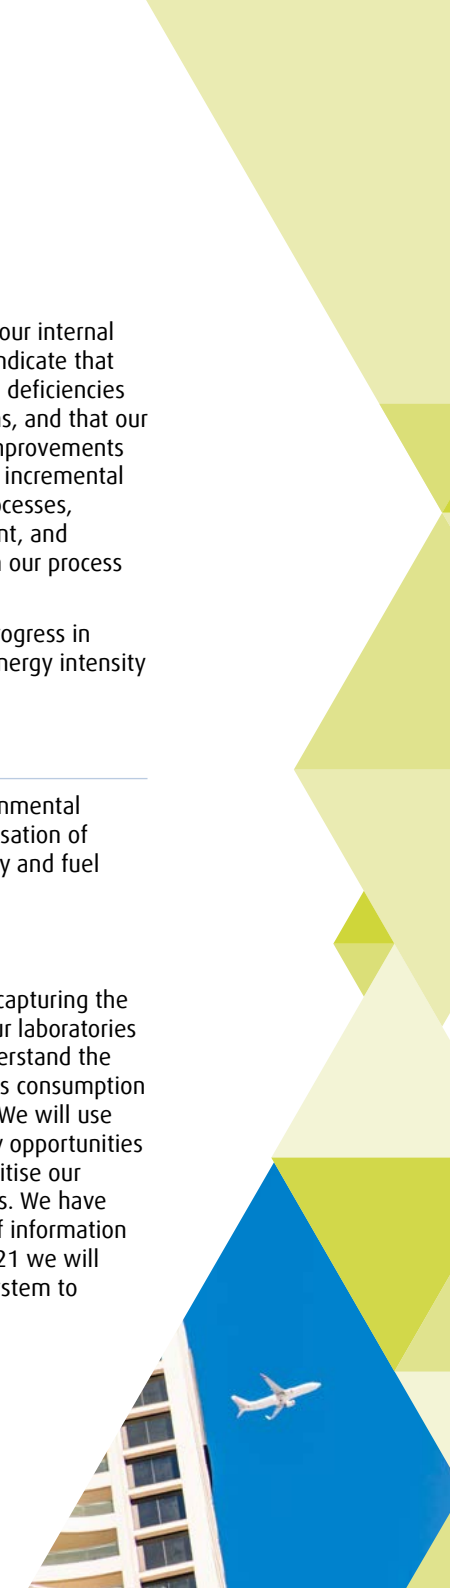 our internal
ndicate that
deficiencies
s, and that our
mprovements
incremental
ocesses,
nt, and
our process
rogress in
nergy intensity
nmental
sation of
y and fuel
capturing the
ur laboratories
erstand the
s consumption
We will use
y opportunities
itise our
s. We have
f information
21 we will
stem to